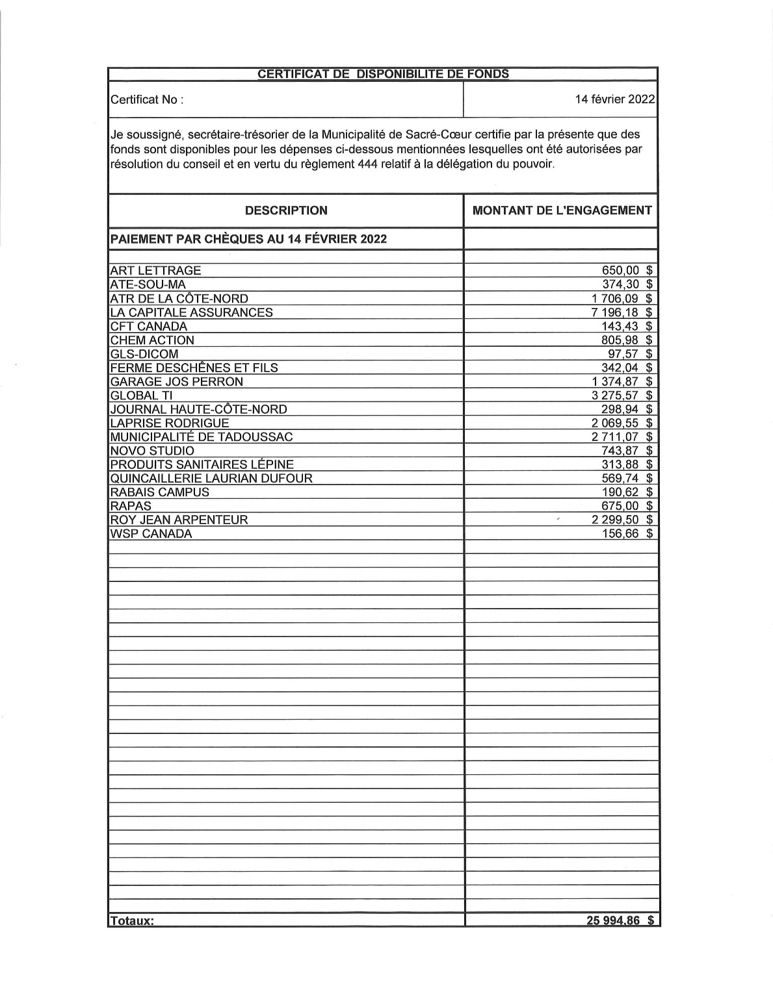 CERTIFICAT DE DISPONIBILITE DE FONDS
Certificat No : 14 février 2022
Je soussigné, secrétaire-trésorier de la Municipalité de Sacré-Cœur certifie par la présente que des
fonds sont disponibles pour les dépenses ci-dessous mentionnées lesquelles ont été autorisées par
résolution du conseil et en vertu du règlement 444 relatif à la délégation du pouvoir.
DESCRIPTION MONTANT DE L'ENGAGEMENT
PAIEMENT PAR CHÈQUES AU 14 FÉVRIER 2022
ART LETTRAGE 650,00 $
ATE-SOU-MA 374,30 $
ATR DE LA CÔTE-NORD 1 706,09 $
LA CAPITALE ASSURANCES 7 196,18 $
CFT CANADA 143,43 $
CHEM ACTION 805,98 $
GLS-DICOM 97,57 $
FERME DESCHÊNES ET FILS 342,04 $
GARAGE JOS PERRON 1 374,87 $
GLOBAL TI 3 275,57 $
JOURNAL HAUTE-CÔTE-NORD 298,94 $
LAPRISE RODRIGUE 2 069,55 $
MUNICIPALITÉ DE TADOUSSAC 2 711,07 $
NOVO STUDIO 743,87 $
PRODUITS SANITAIRES LÉPINE 313,88 $
QUINCAILLERIE LAURIAN DUFOUR 569,74 $
RABAIS CAMPUS 190,62 $
RAPAS 675,00 $
ROY JEAN ARPENTEUR 2 299,50 $
WSP CANADA 156,66 $
Totaux: 25 994,86 $